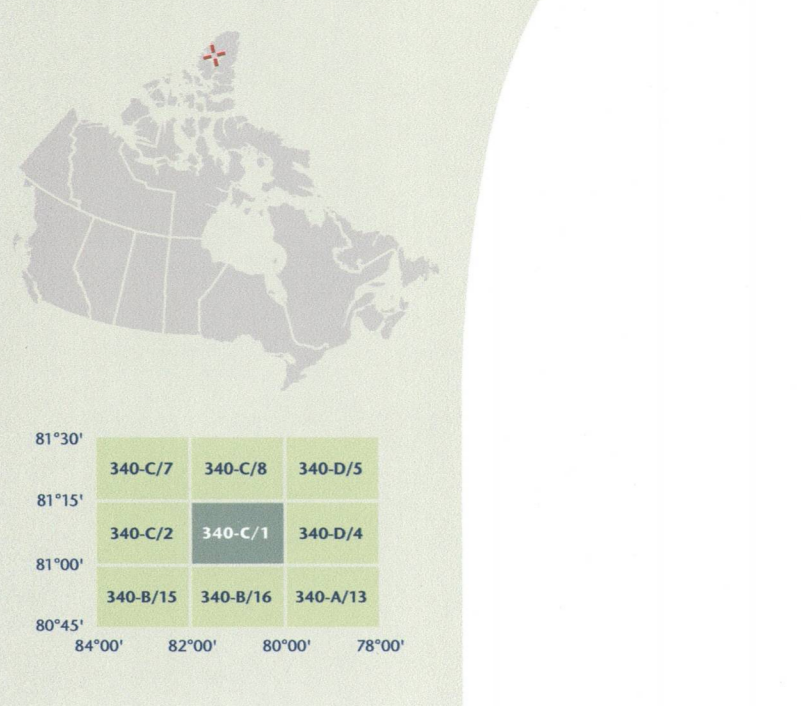 81°30'
340-C/7 340-C/8 340-D/5
81°15'
340-C/2 340-C/1 340-D/4
81°00'
340-B/15 340-B/16 340-A/13
80°45'
84°00' 82°00' 80°00' 78°00'